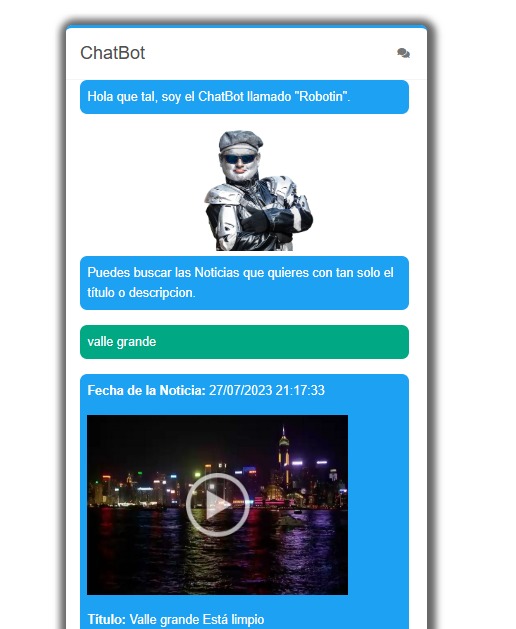 ChatBot
Hola que tal, soy el ChatBot llamado "Robotin".
Puedes buscar las Noticias que quieres con tan solo el
título o descripcion.
valle grande
Fecha de la Noticia: 27/07/2023 21:17:33
Titulo: Valle grande Está limpio